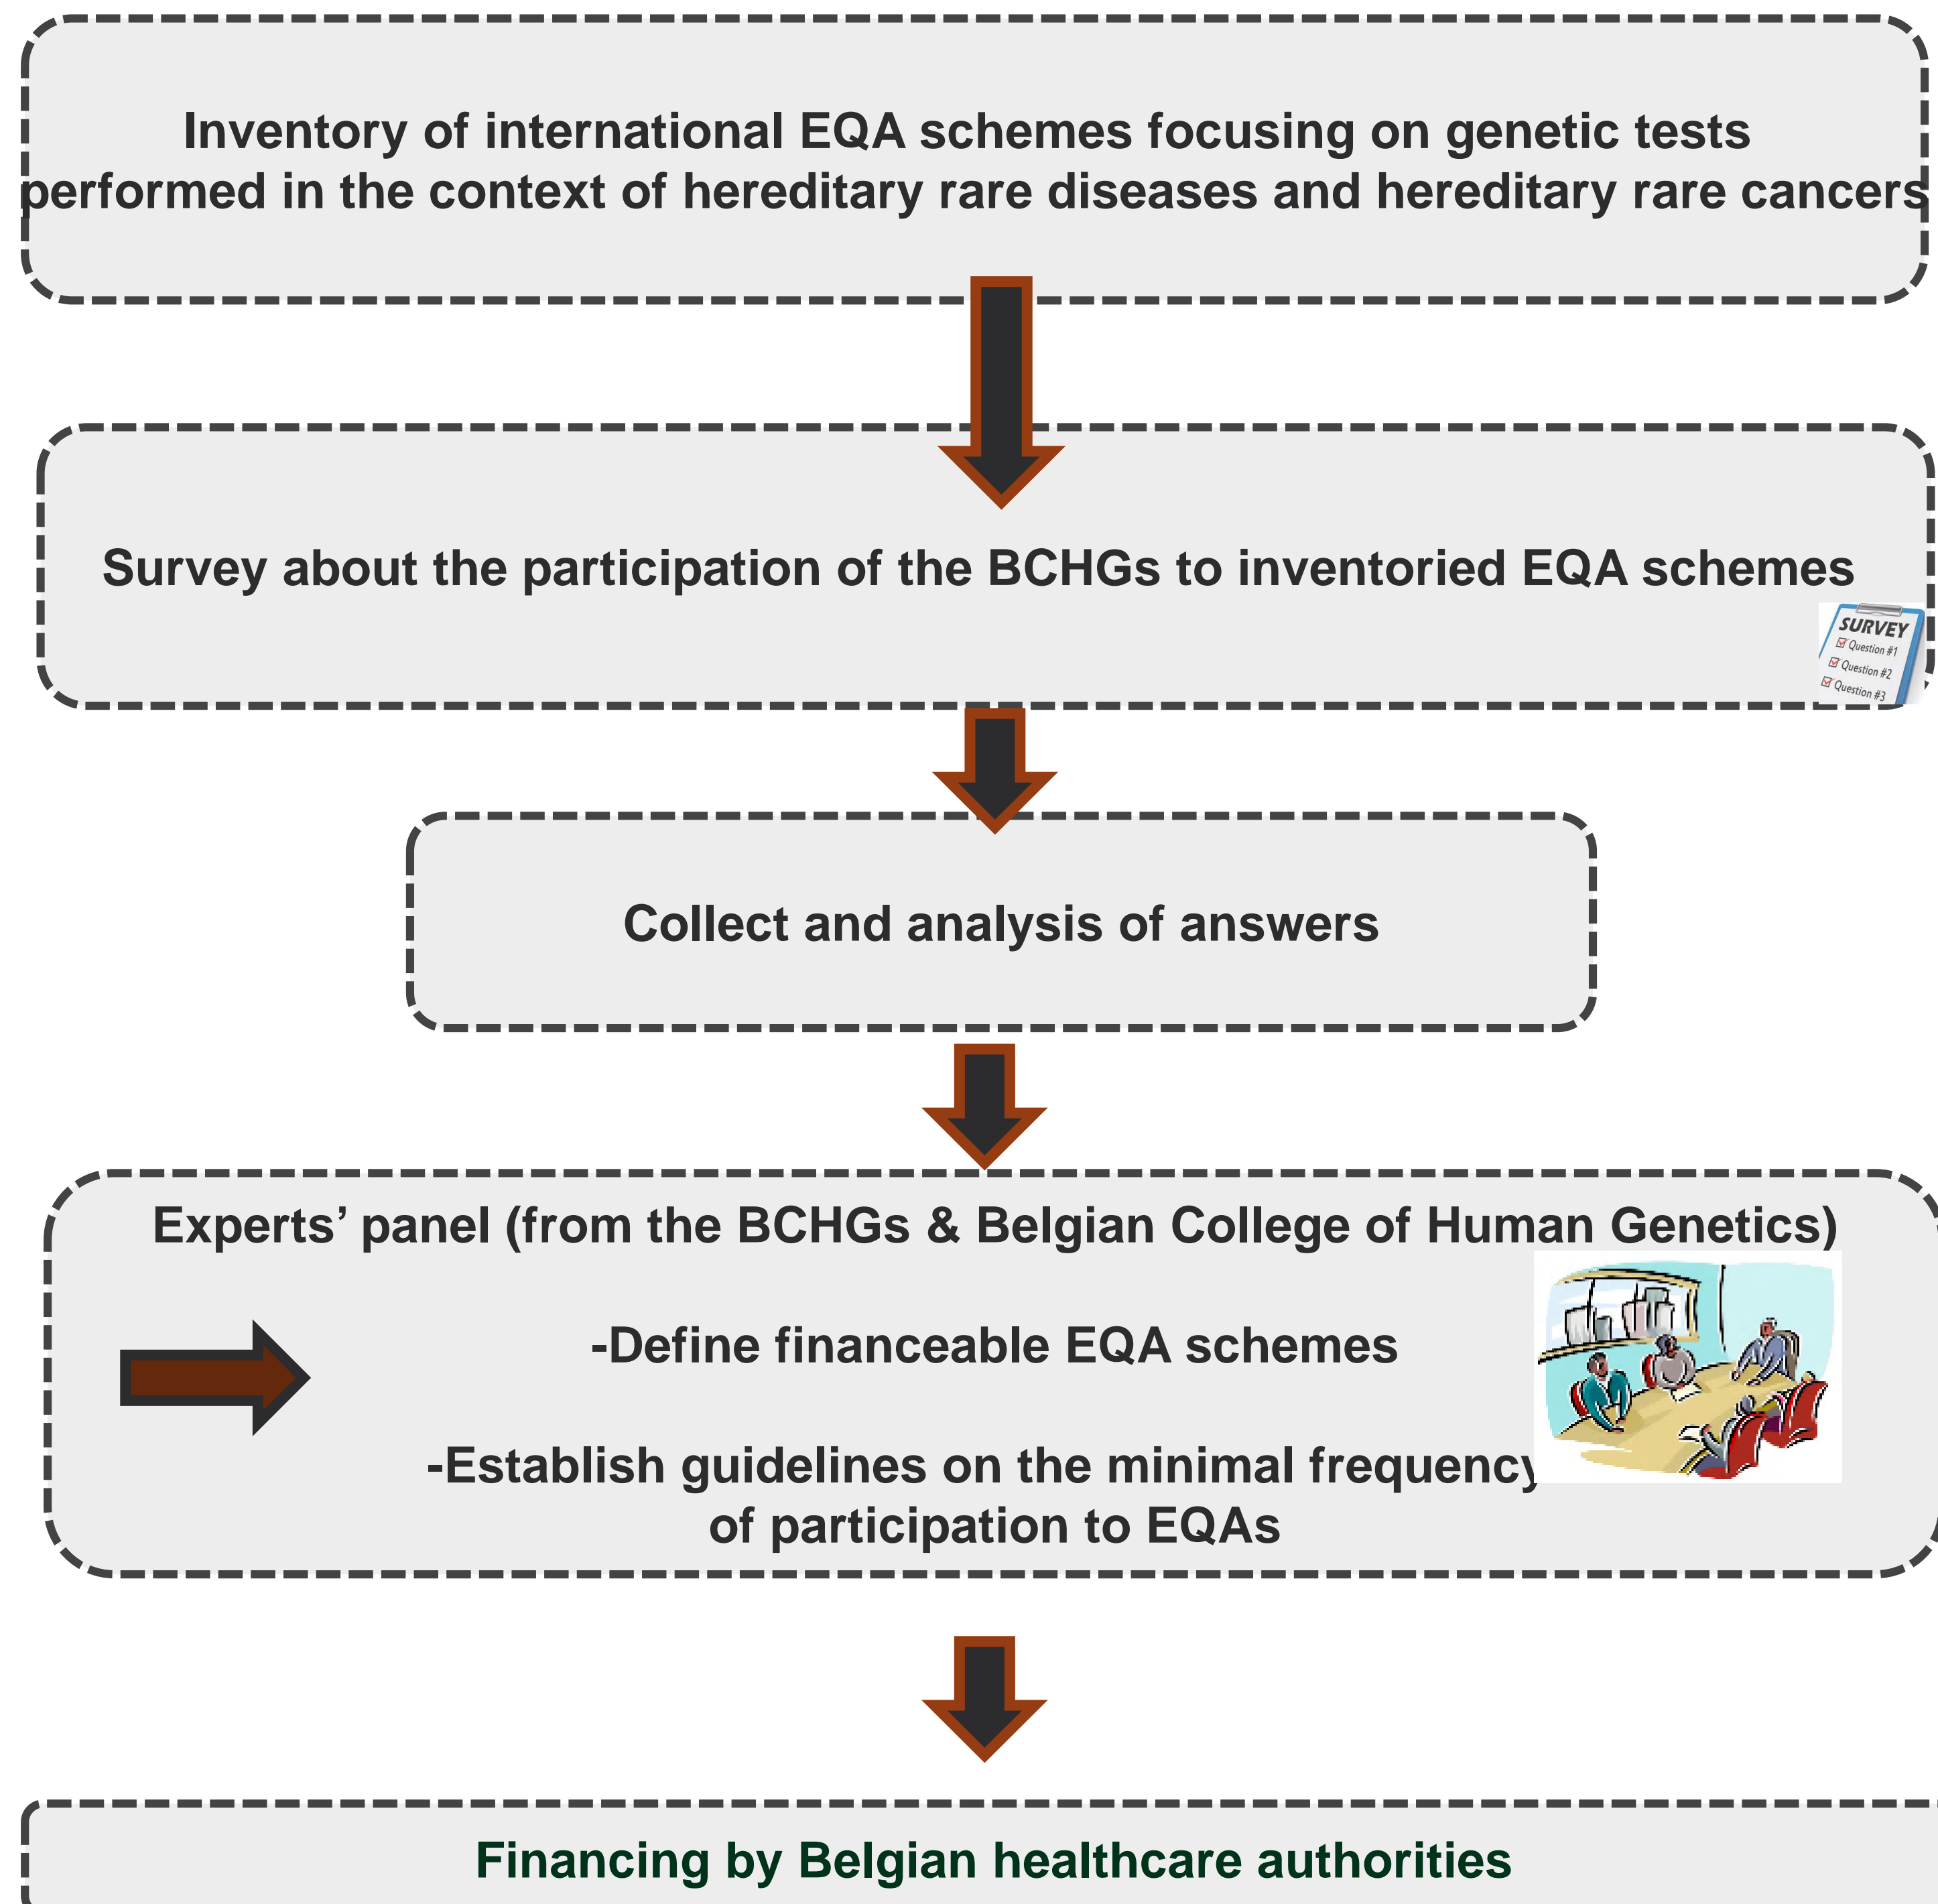 Inventory of international EQA schemes focusing on genetic tests
performed in the context of hereditary rare diseases and hereditary rare cancers
Survey about the participation of the BCHGs to inventoried EQA schemes
SURVEY
Question #1
Question #2
Question #3
Collect and analysis of answers
Experts’ panel (from the BCHGs & Belgian College of Human Genetics)
-Define financeable EQA schemes
-Establish guidelines on the minimal frequency
of participation to EQAs
Financing by Belgian healthcare authorities